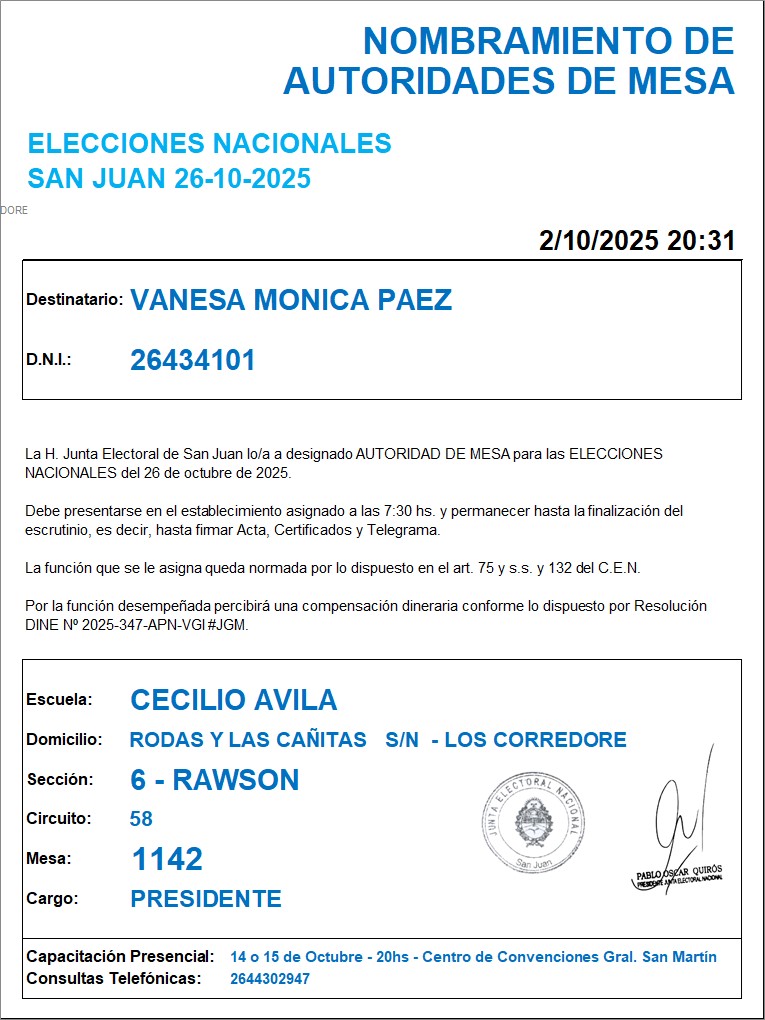 NOMBRAMIENTO DE
AUTORIDADES DE MESA
ELECCIONES NACIONALES
SAN JUAN 26-10-2025
DORE
2/10/2025 20:31
Destinatario: VANESA MONICA PAEZ
D.N.I.: 26434101
La H. Junta Electoral de San Juan lo/a a designado AUTORIDAD DE MESA para las ELECCIONES
NACIONALES del 26 de octubre de 2025.
Debe presentarse en el establecimiento asignado a las 7:30 hs. y permanecer hasta la finalización del
escrutinio, es decir, hasta firmar Acta, Certificados y Telegrama.
La función que se le asigna queda normada por lo dispuesto en el art. 75 y s.s. y 132 del C.E.N.
Por la función desempeñada percibirá una compensación dineraria conforme lo dispuesto por Resolución
DINE Nº 2025-347-APN-VGI#JGM.
Escuela: CECILIO AVILA
Domicilio: RODAS Y LAS CAÑITAS S/N - LOS CORREDORE
Sección: 6 - RAWSON
Circuito: 58
Mesa: 1142
Cargo: PRESIDENTE
JUNTA ELECTORAL NACIONAL
San Juan
PABLO OSCAR QUIRÓS
PRESIDENTE JUNTA ELECTORAL NACIONAL
Capacitación Presencial: 14 o 15 de Octubre - 20hs - Centro de Convenciones Gral. San Martín
Consultas Telefónicas: 2644302947